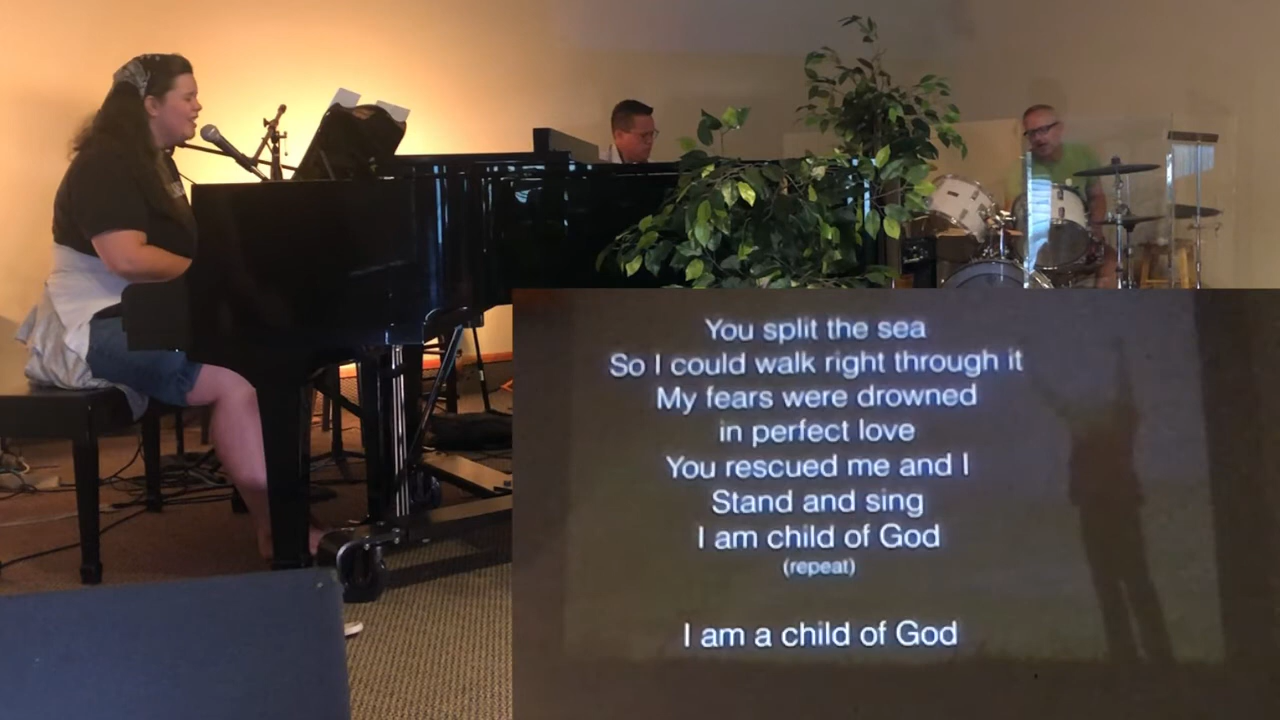 You split the sea
So I could walk right through it
My fears were drowned
in perfect love
You rescued me and I
Stand and sing
I am child of God
(repeat)
I am a child of God